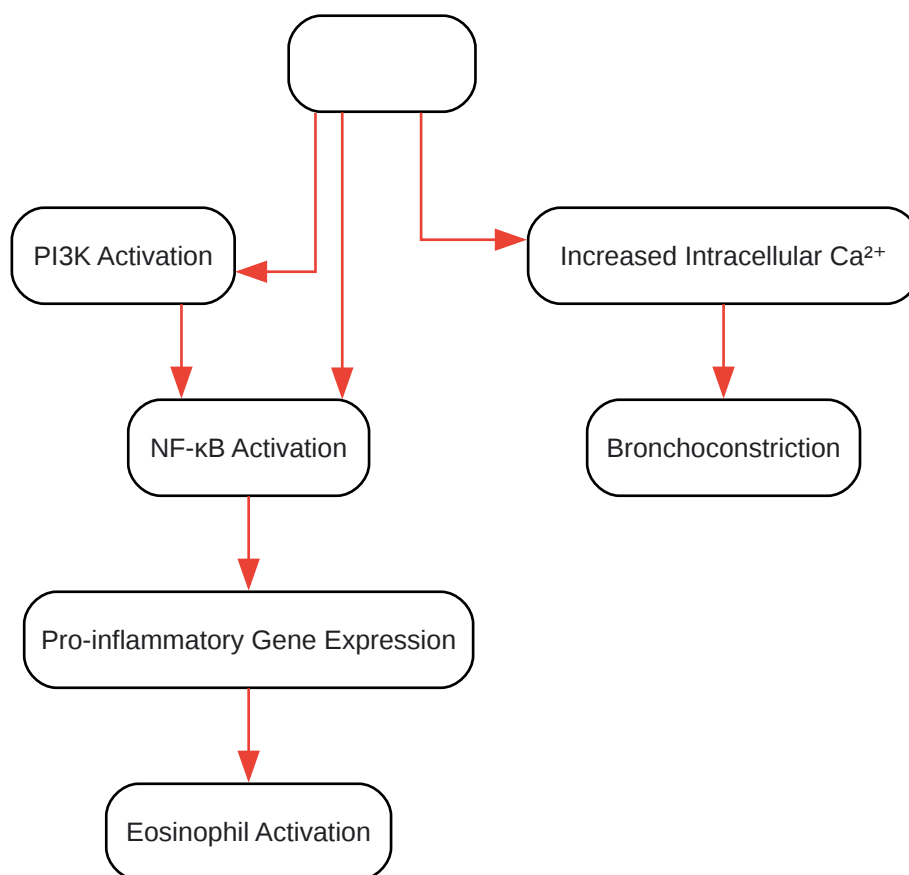 PI3K Activation
Increased Intracellular Ca²⁺
NF-κB Activation
Bronchoconstriction
Pro-inflammatory Gene Expression
Eosinophil Activation